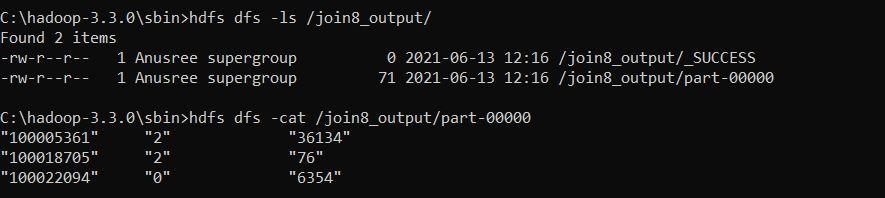 C:\hadoop-3.3.0\sbin>hdfs dfs -ls /join8_output/
Found 2 items
-rw-r--r--   1 Anusree supergroup          0 2021-06-13 12:16 /join8_output/_SUCCESS
-rw-r--r--   1 Anusree supergroup         71 2021-06-13 12:16 /join8_output/part-00000
C:\hadoop-3.3.0\sbin>hdfs dfs -cat /join8_output/part-00000
"100005361"     "2"             "36134"
"100018705"     "2"             "76"
"100022094"     "0"             "6354"